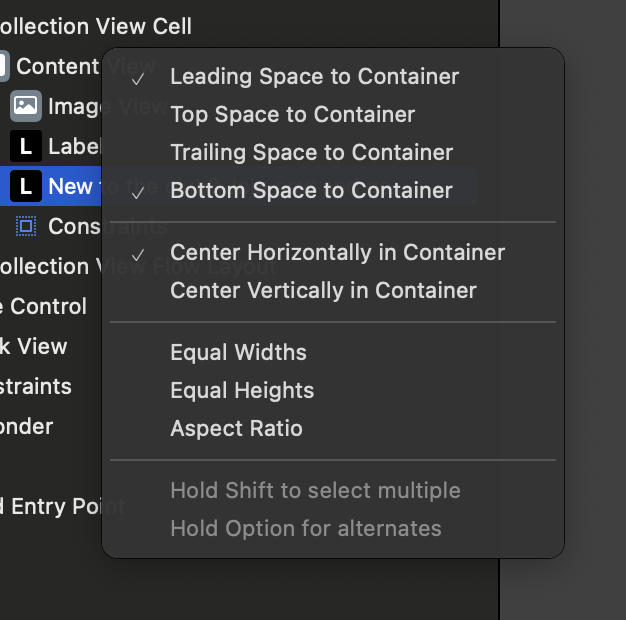 ollection View Cell
Content View
Image View
L Label
L New to the
Constraints
ollection View Flow Layout
e Control
k View
straints
onder
d Entry Point
✓ Leading Space to Container
Top Space to Container
Trailing Space to Container
✓ Bottom Space to Container
✓ Center Horizontally in Container
Center Vertically in Container
Equal Widths
Equal Heights
Aspect Ratio
Hold Shift to select multiple
Hold Option for alternates